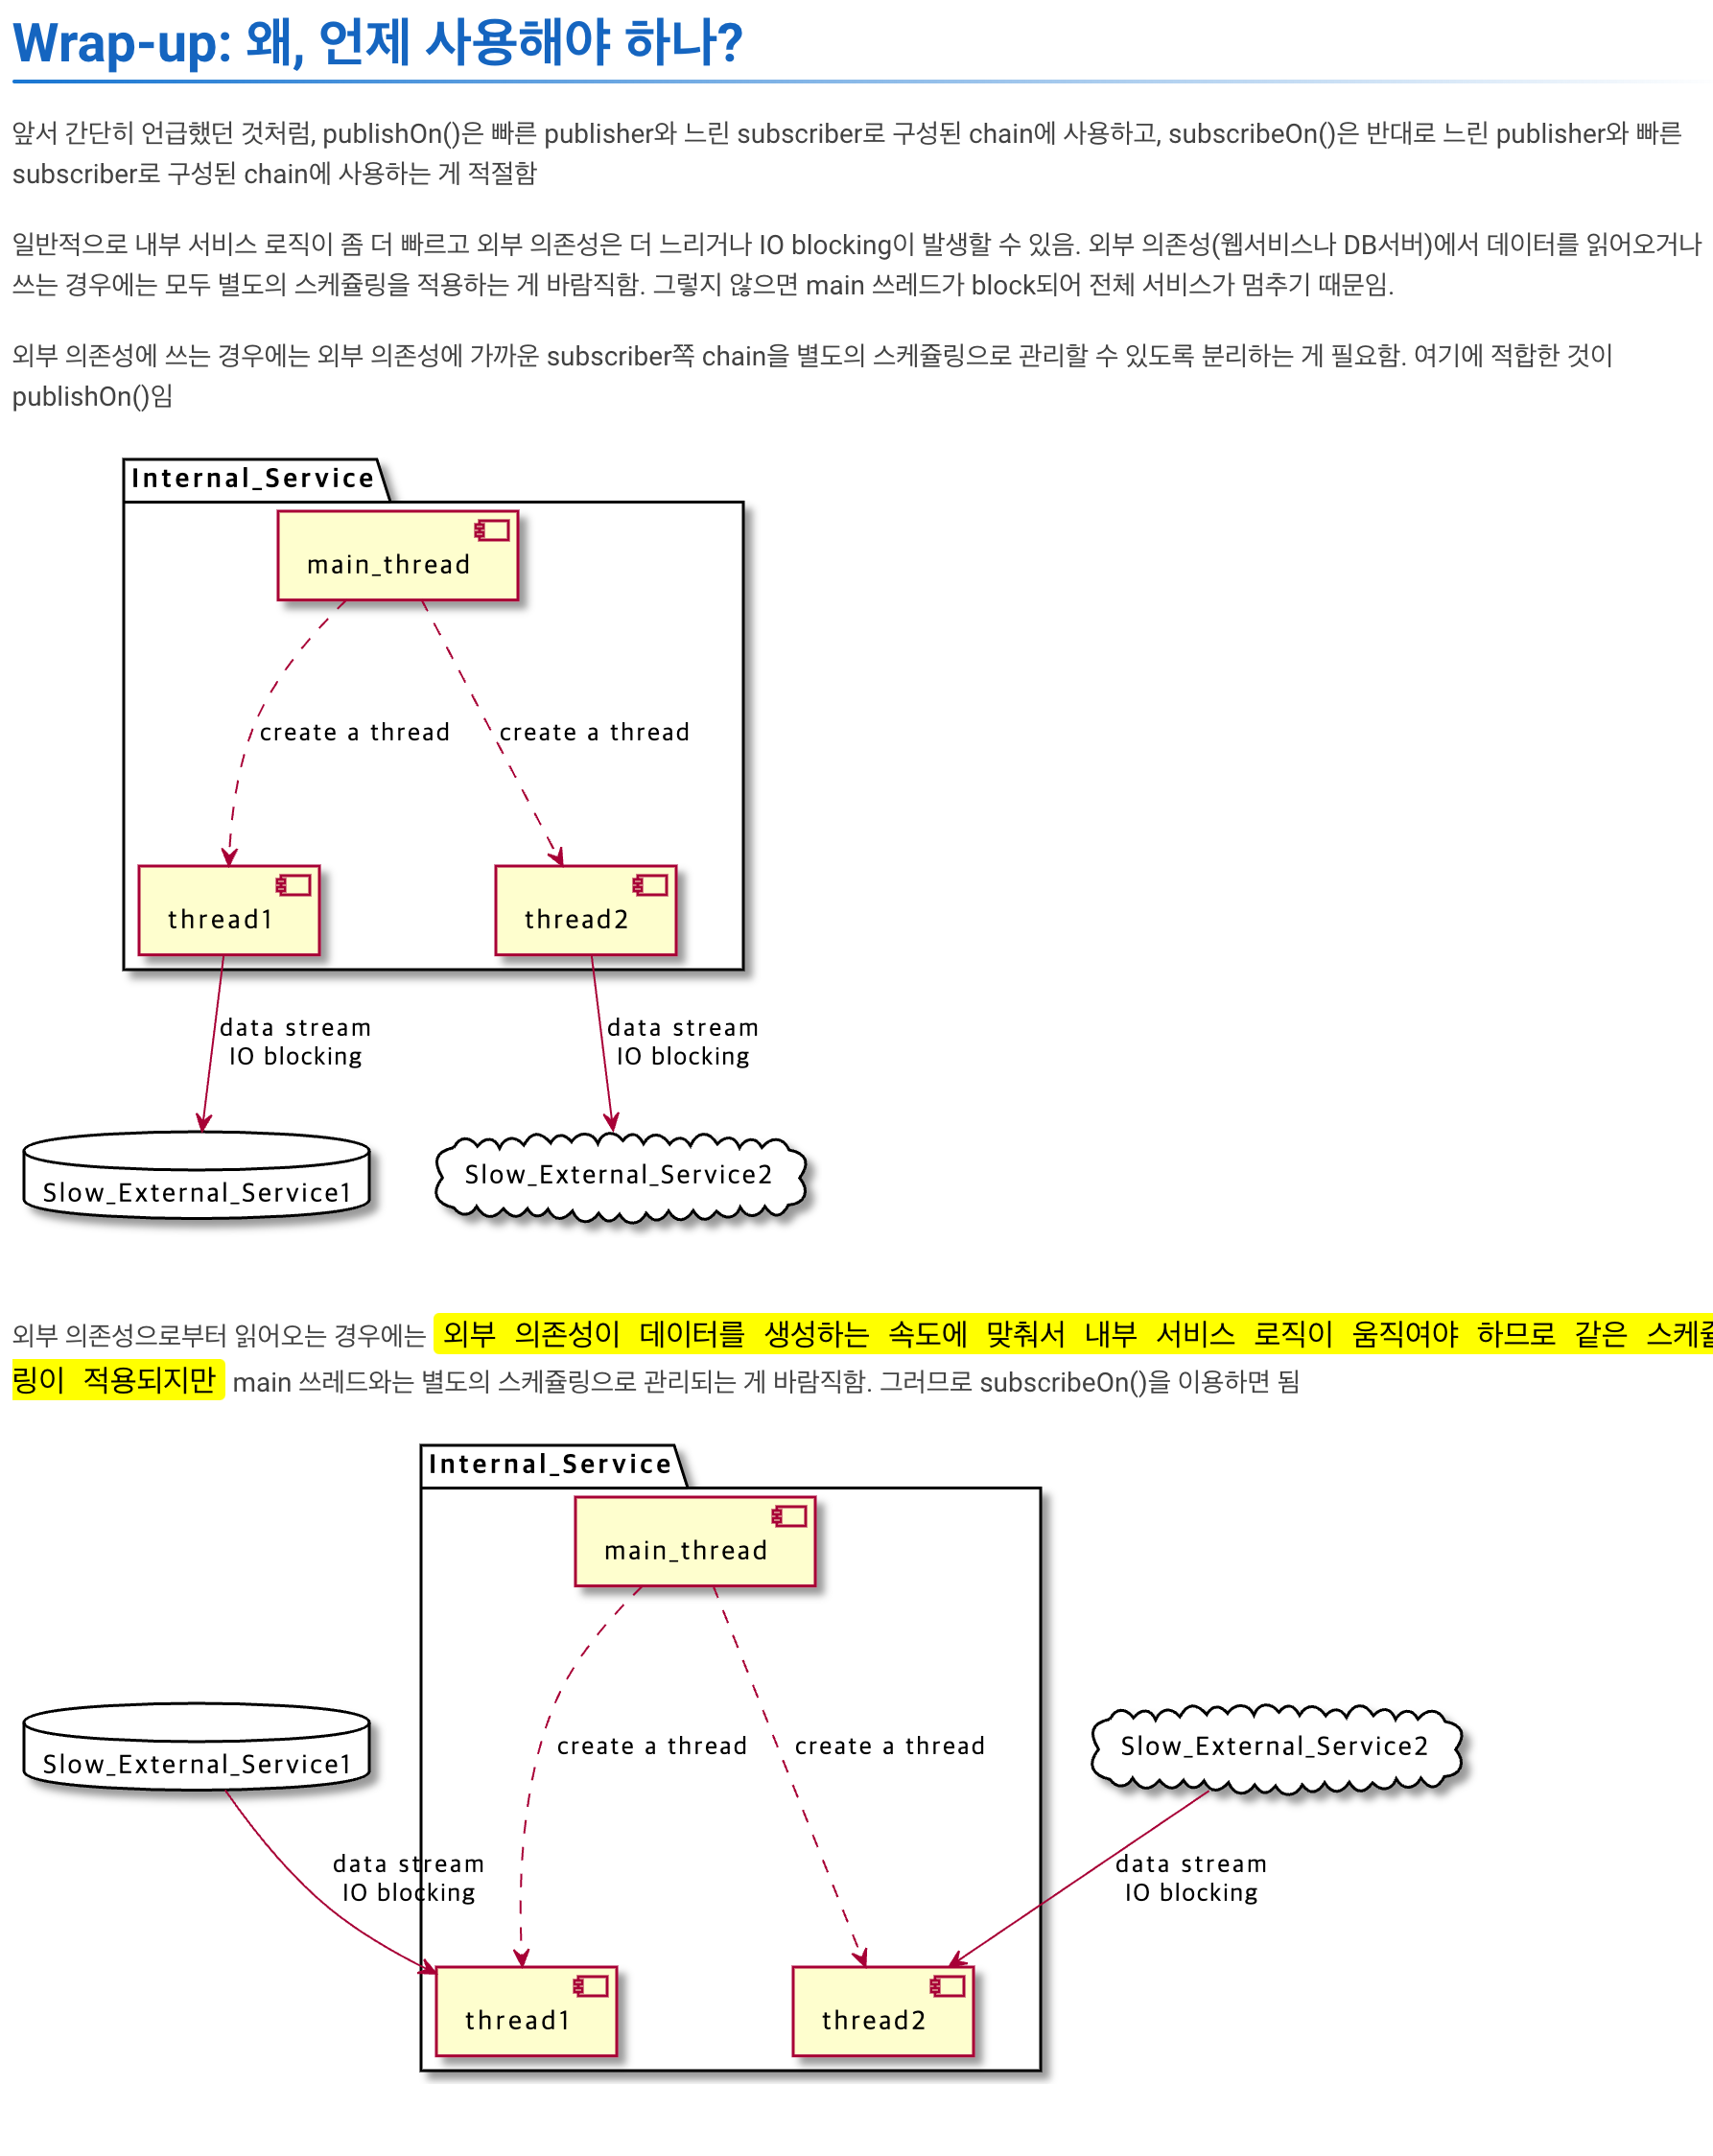 Wrap-up: 왜, 언제 사용해야 하나?
앞서 간단히 언급했던 것처럼, publishOn()은 빠른 publisher와 느린 subscriber로 구성된 chain에 사용하고, subscribeOn()은 반대로 느린 publisher와 빠른
subscriber로 구성된 chain에 사용하는 게 적절함
일반적으로 내부 서비스 로직이 좀 더 빠르고 외부 의존성은 더 느리거나 IO blocking이 발생할 수 있음. 외부 의존성(웹서비스나 DB서버)에서 데이터를 읽어오거나
쓰는 경우에는 모두 별도의 스케쥴링을 적용하는 게 바람직함. 그렇지 않으면 main 쓰레드가 block되어 전체 서비스가 멈추기 때문임.
외부 의존성에 쓰는 경우에는 외부 의존성에 가까운 subscriber쪽 chain을 별도의 스케쥴링으로 관리할 수 있도록 분리하는 게 필요함. 여기에 적합한 것이
publishOn()임
Internal_Service
main_thread
create a thread
create a thread
thread1
thread2
data stream
IO blocking
data stream
IO blocking
Slow_External_Service1
Slow_External_Service2
외부 의존성으로부터 읽어오는 경우에는 외부 의존성이 데이터를 생성하는 속도에 맞춰서 내부 서비스 로직이 움직여야 하므로 같은 스케쥴
링이 적용되지만 main 쓰레드와는 별도의 스케쥴링으로 관리되는 게 바람직함. 그러므로 subscribeOn()을 이용하면 됨
Internal_Service
main_thread
Slow_External_Service1
create a thread
create a thread
Slow_External_Service2
data stream
IO blocking
data stream
IO blocking
thread1
thread2